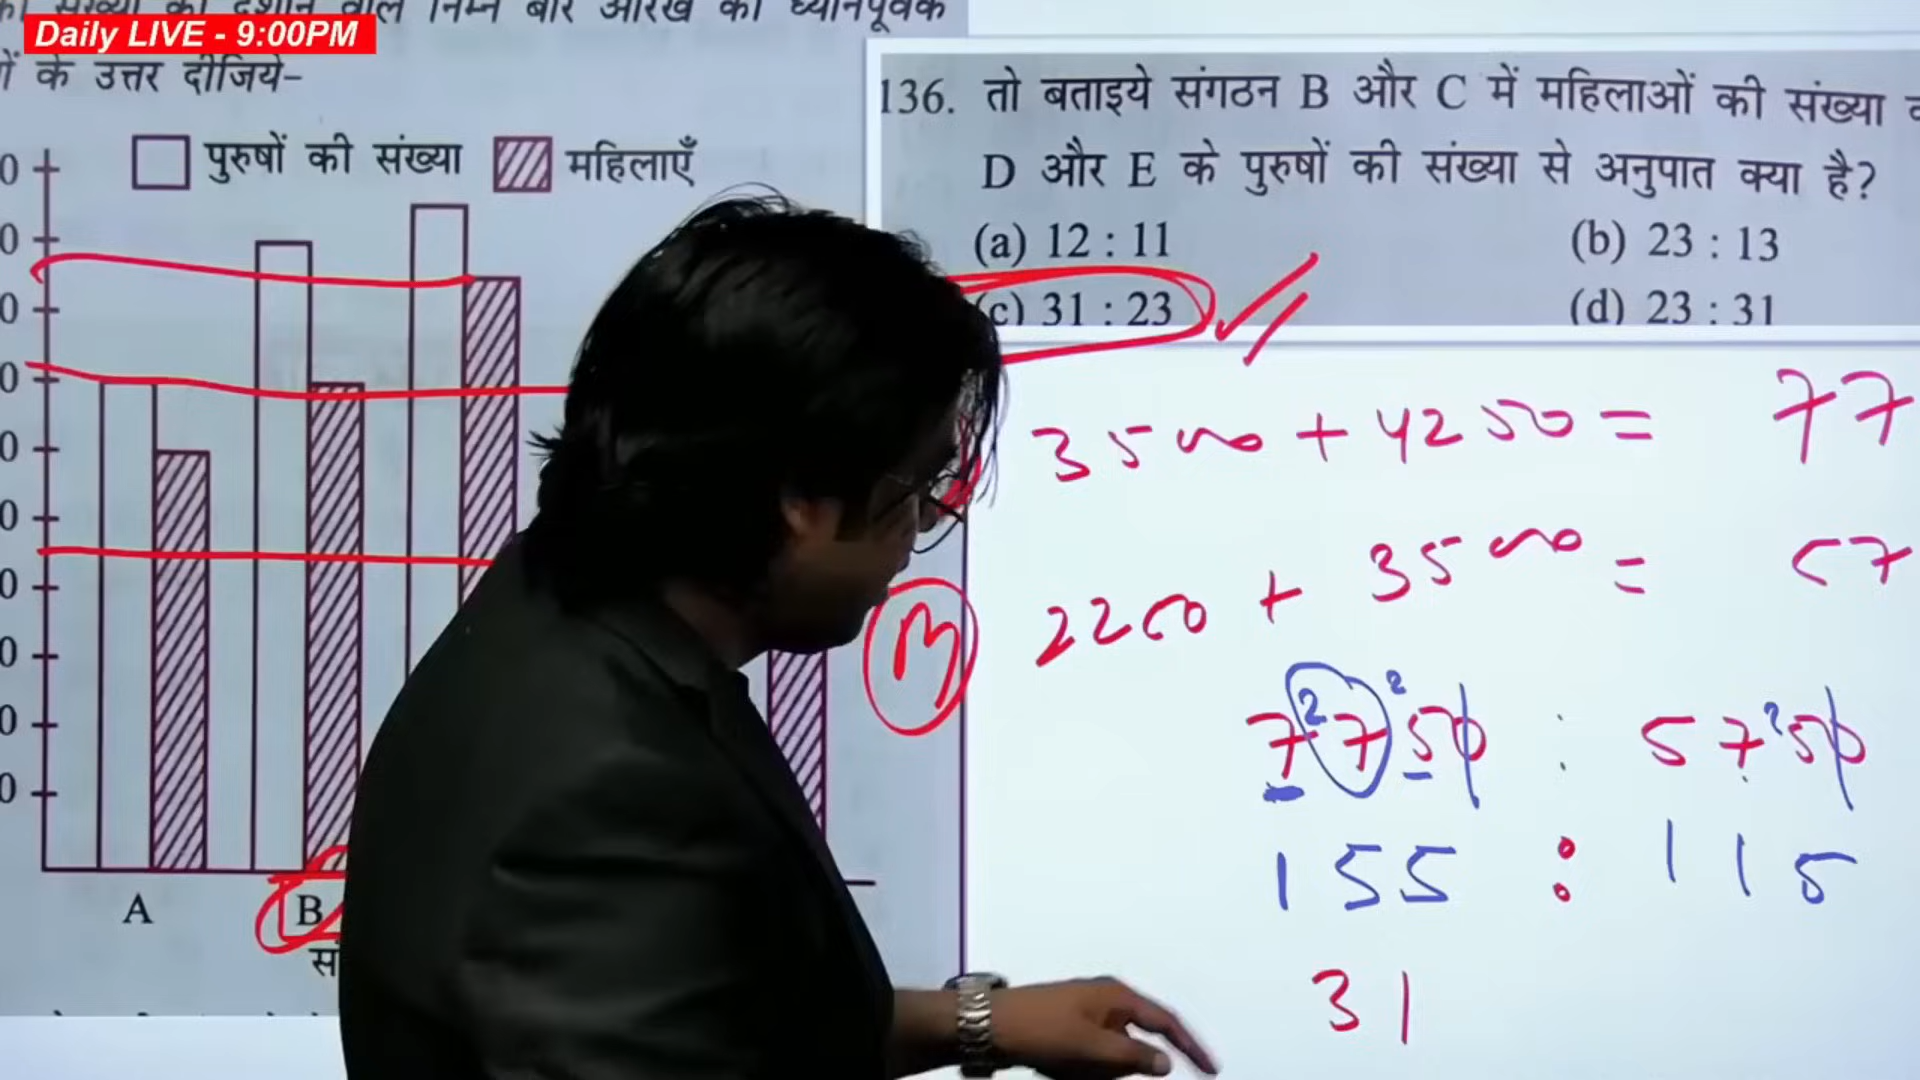 Daily LIVE - 9:00PM
के उत्तर दीजिये-
पुरुषों की संख्या
महिलाएँ
136. तो बताइये संगठन B और C में महिलाओं की संख्या
D और E के पुरुषों की संख्या से अनुपात क्या है?
(a) 12 : 11
(b) 23 : 13
(c) 31 : 23
(d) 23 : 31
3500 + 4250 = 77
2250 + 3500 = 57
M
7750 : 5750
155 : 115
31
A
B